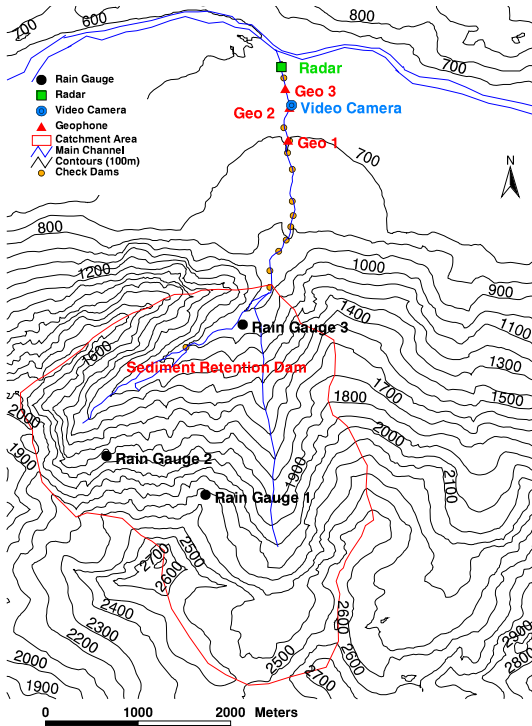 600
700
800
700
Rain Gauge
Radar
Video Camera
Geophone
Catchment Area
Main Channel
Contours (100m)
Check Dams
Radar
Geo 3
Geo 2
Video Camera
Geo 1
700
N
800
1200
1000
900
1400
1100
Rain Gauge 3
1600
1300
Sediment Retention Dam
1700
1800
1500
2000
2000
1900
1900
2100
Rain Gauge 2
Rain Gauge 1
2700
2500
2600
2400
2300
2200
2600
2900
2000
2500
2600
2800
1900
2700
0 1000 2000 Meters